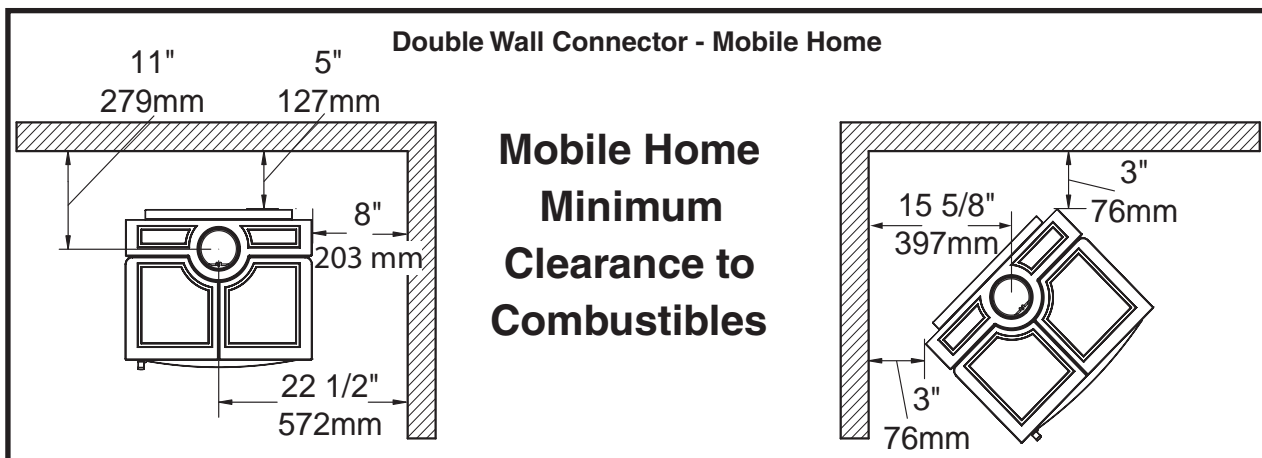 Double Wall Connector - Mobile Home
11"
279mm
5"
127mm
8"
203 mm
22 1/2"
572mm
Mobile Home
Minimum
Clearance to
Combustibles
15 5/8"
397mm
3"
76mm
3"
76mm